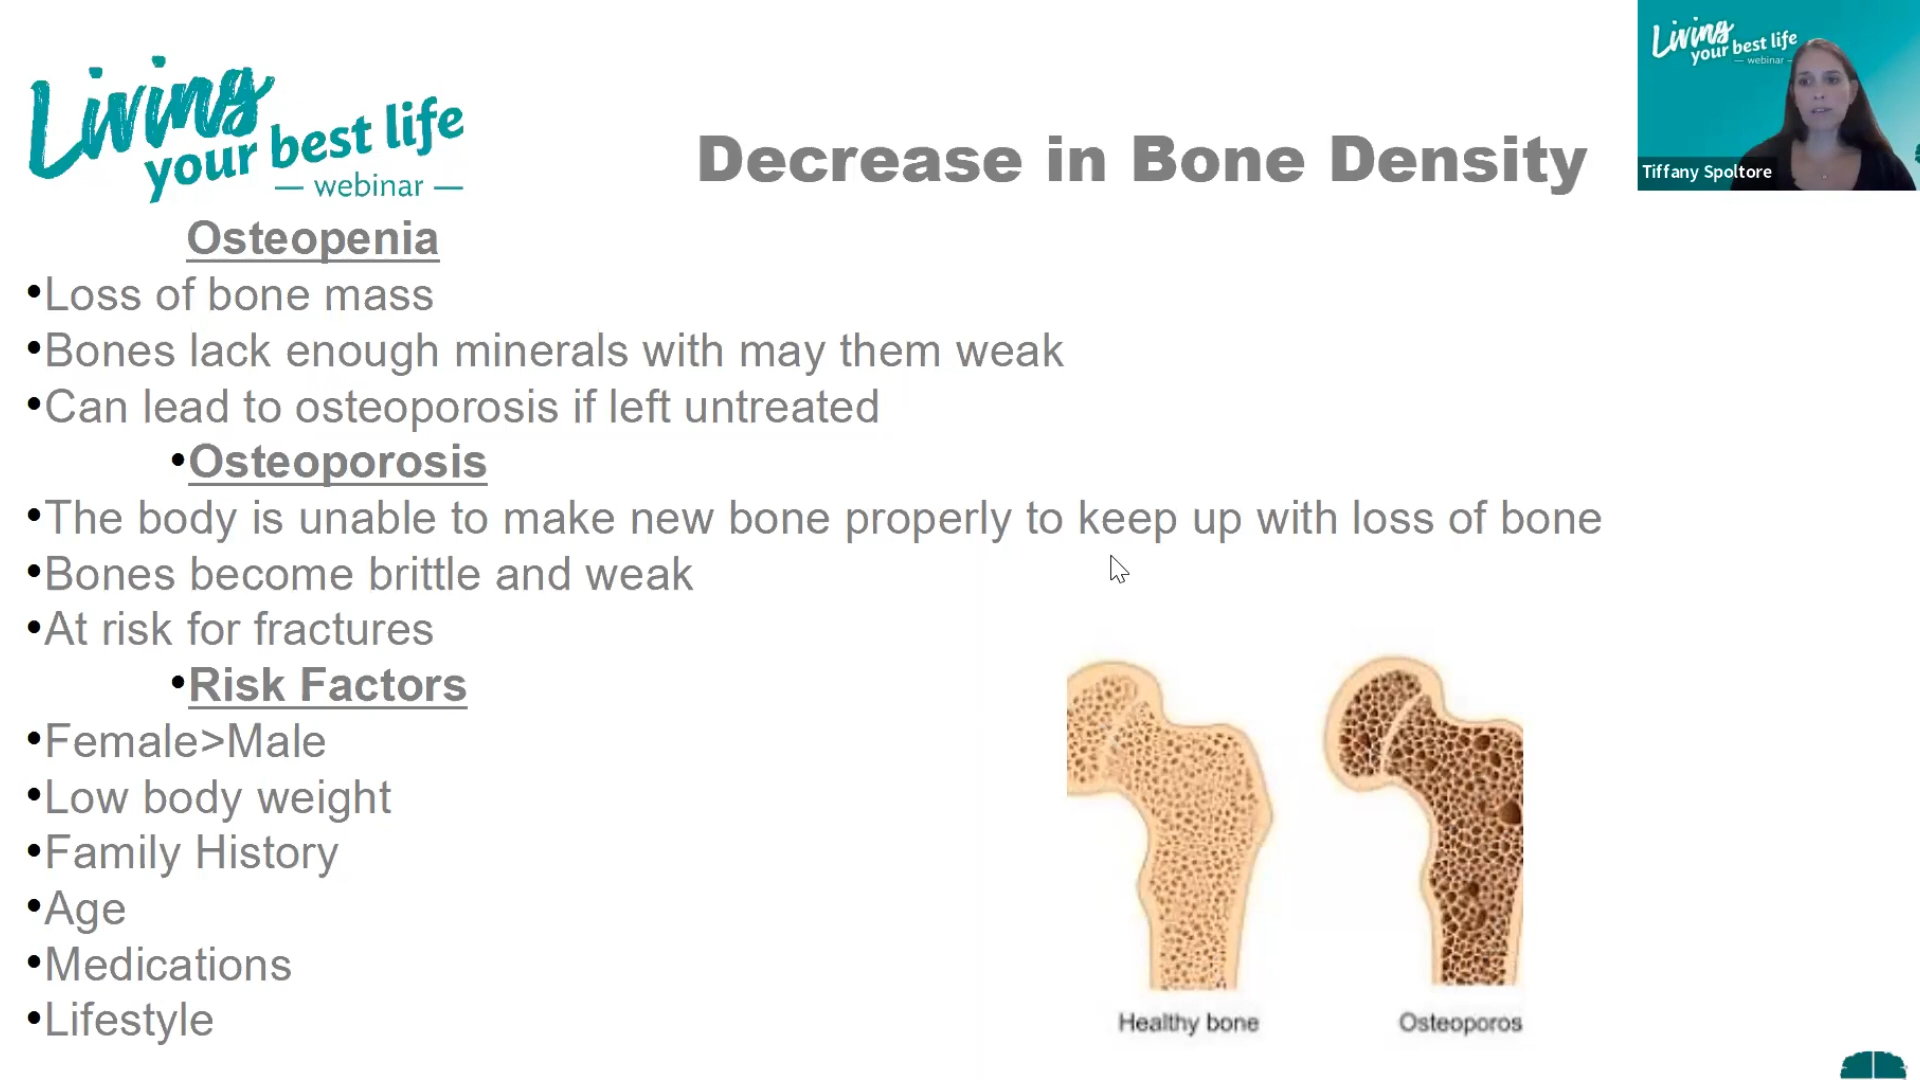 Living
your best life
— webinar —
Decrease in Bone Density
Living
your best life
— webinar –
Tiffany Spoltore
Osteopenia
•Loss of bone mass
•Bones lack enough minerals with may them weak
•Can lead to osteoporosis if left untreated
•Osteoporosis
•The body is unable to make new bone properly to keep up with loss of bone
•Bones become brittle and weak
•At risk for fractures
•Risk Factors
•Female>Male
•Low body weight
•Family History
•Age
•Medications
•Lifestyle
Healthy bone
Osteoporos